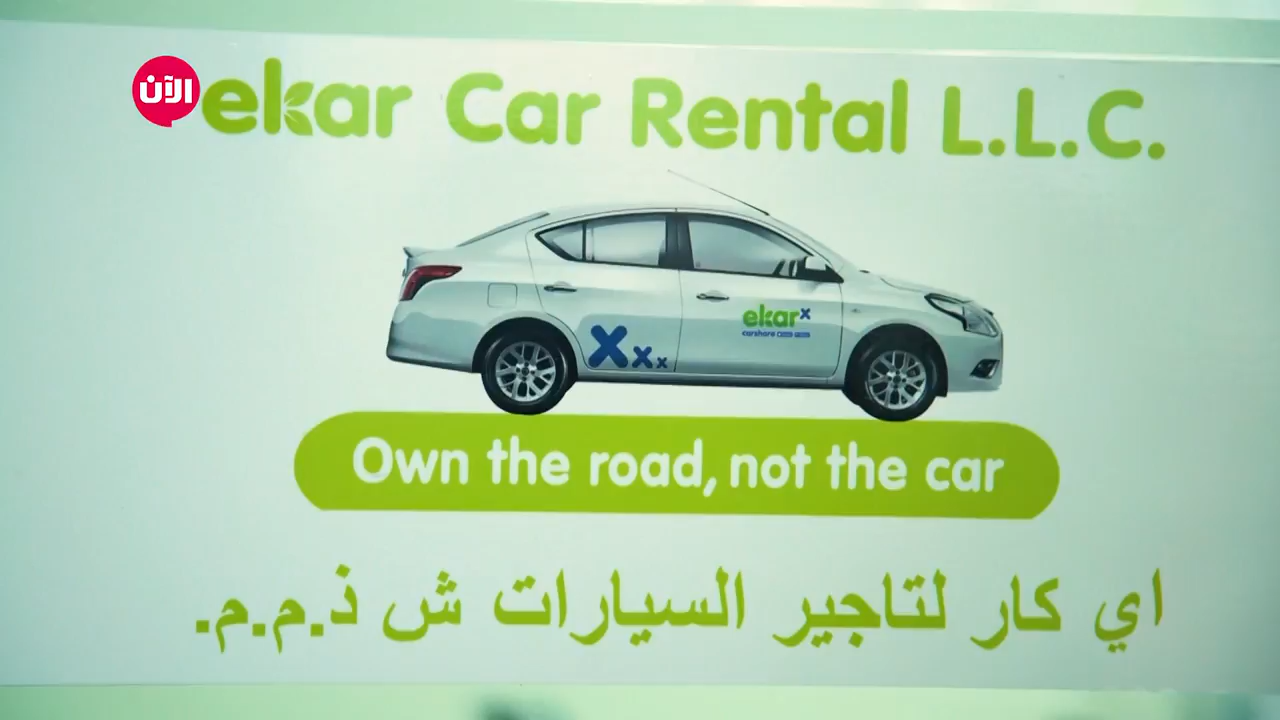 الآن
ekar Car Rental L.L.C.
ekar x
carshare
X x x
Own the road, not the car
اي كار لتاجير السيارات ش ذ.م.م.